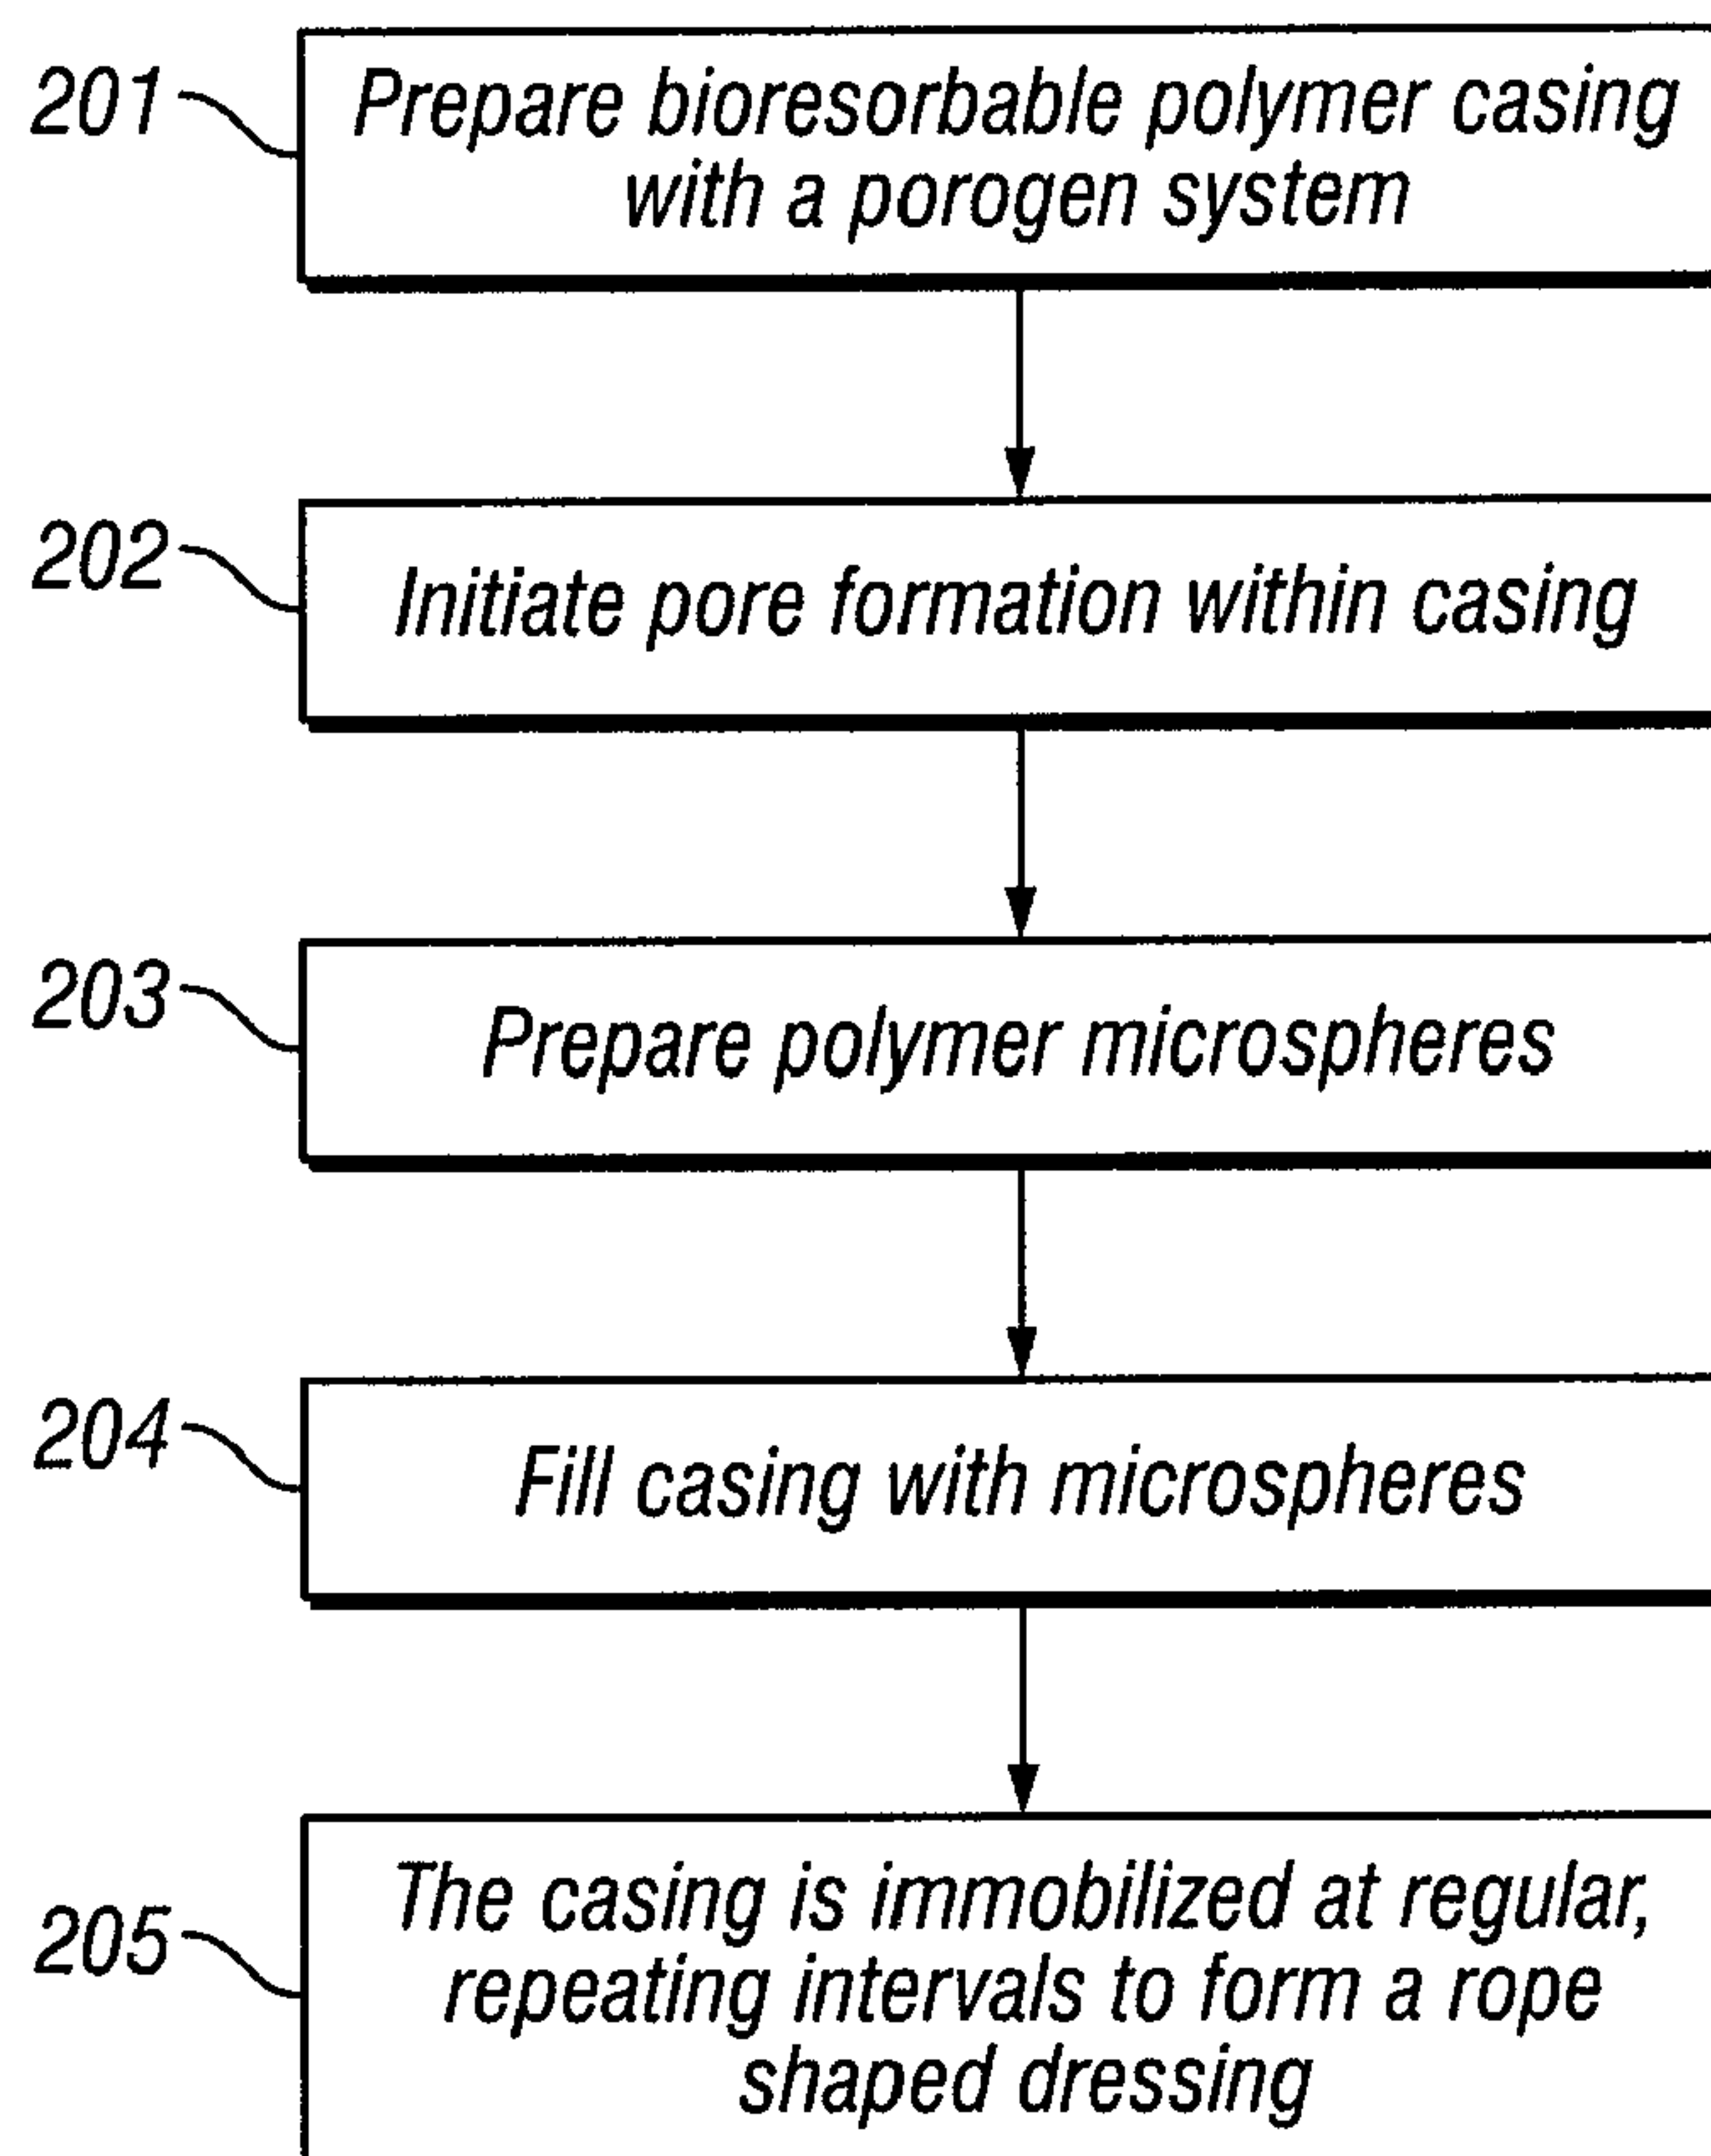 201
Prepare bioresorbable polymer casing
with a porogen system
202
Initiate pore formation within casing
203
Prepare polymer microspheres
204
Fill casing with microspheres
205
The casing is immobilized at regular,
repeating intervals to form a rope
shaped dressing